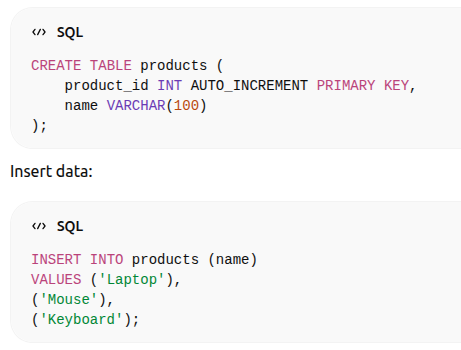 SQL
CREATE TABLE products (
    product_id INT AUTO_INCREMENT PRIMARY KEY,
    name VARCHAR(100)
);
Insert data:
SQL
INSERT INTO products (name)
VALUES ('Laptop'),
('Mouse'),
('Keyboard');